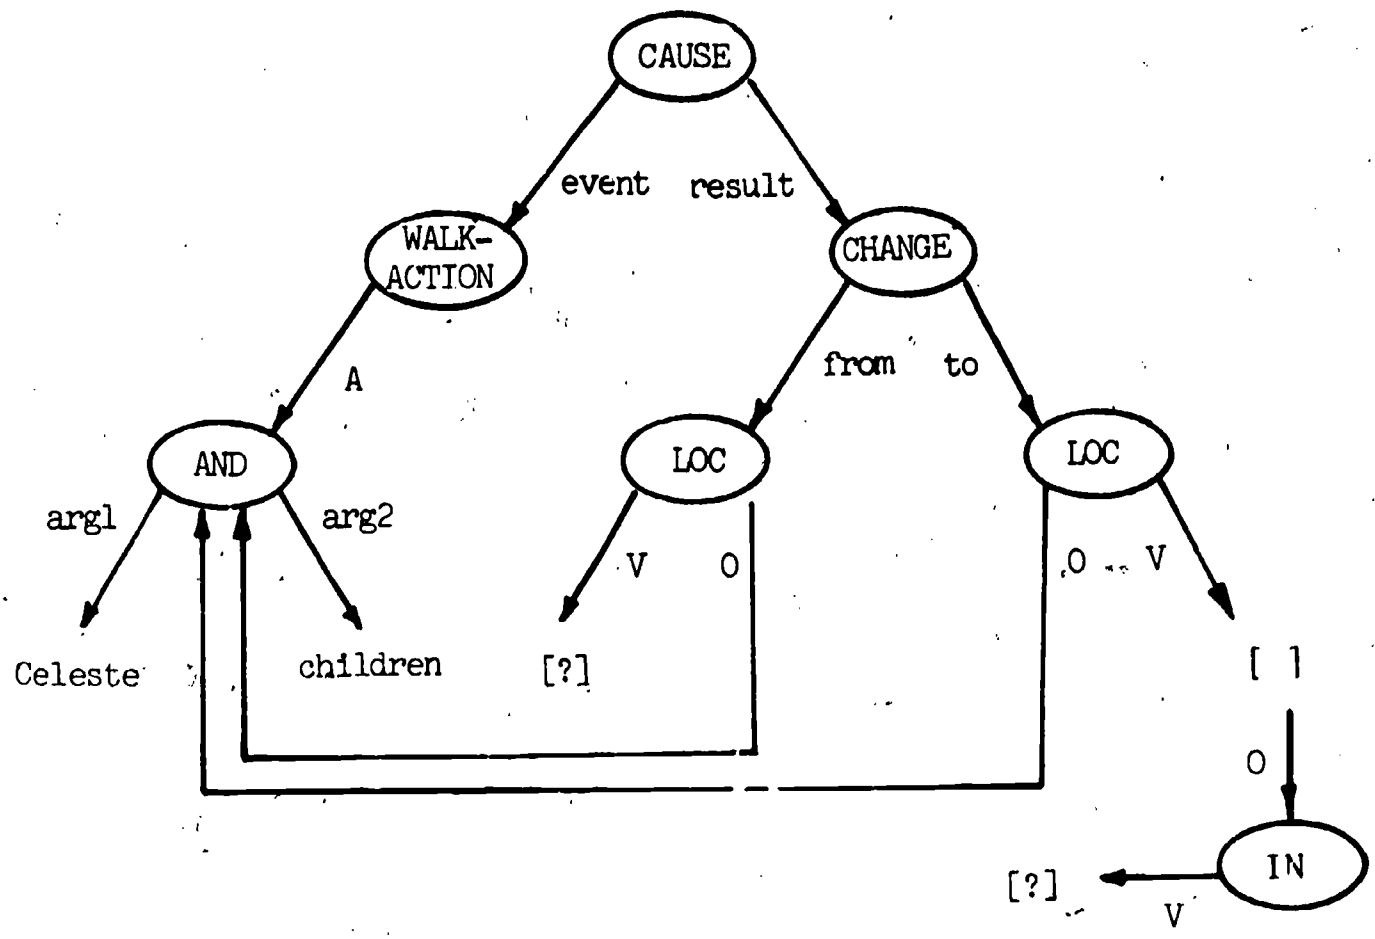 CAUSE
event result
WALK-
ACTION
CHANGE
A
from to
AND
LOC
LOC
arg1
arg2
V O
O V
Celeste
children
[?]
[ ]
O
IN
[?]
V